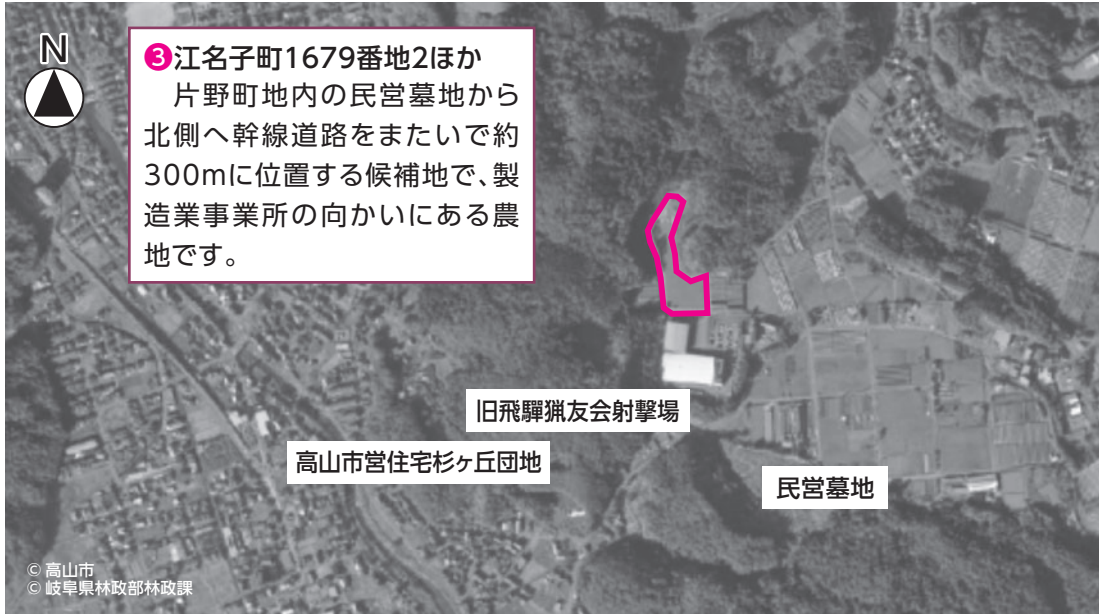 N
❸江名子町1679番地2ほか
　片野町地内の民営墓地から
北側へ幹線道路をまたいで約
300mに位置する候補地で、製
造業事業所の向かいにある農
地です。
旧飛驒猟友会射撃場
高山市営住宅杉ヶ丘団地
民営墓地
© 高山市
© 岐阜県林政部林政課